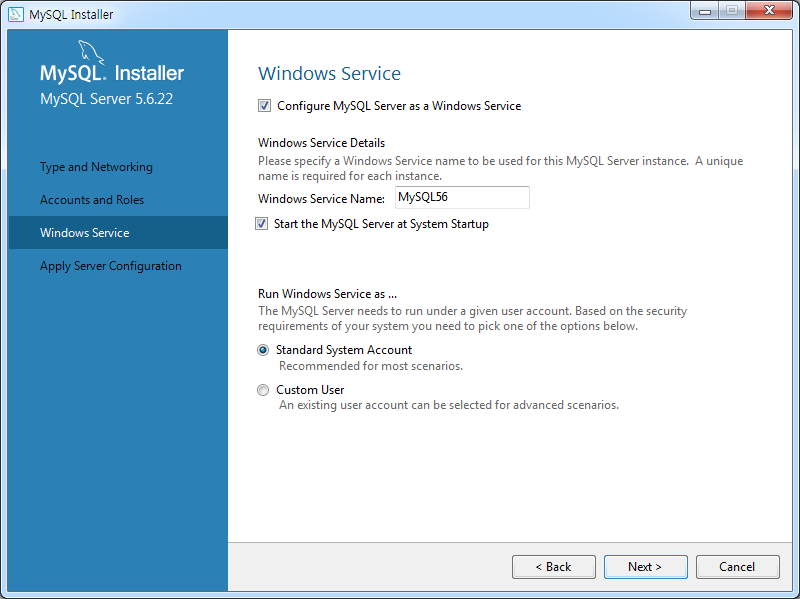 MySQL Installer
MySQL. Installer
MySQL Server 5.6.22
Type and Networking
Accounts and Roles
Windows Service
Apply Server Configuration
Windows Service
Configure MySQL Server as a Windows Service
Windows Service Details
Please specify a Windows Service name to be used for this MySQL Server instance. A unique
name is required for each instance.
Windows Service Name: MySQL56
Start the MySQL Server at System Startup
Run Windows Service as ...
The MySQL Server needs to run under a given user account. Based on the security
requirements of your system you need to pick one of the options below.
Standard System Account
Recommended for most scenarios.
Custom User
An existing user account can be selected for advanced scenarios.
< Back Next > Cancel